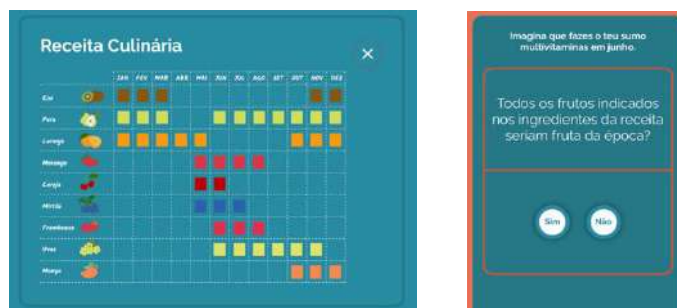 Receita Culinária
JAN FEV MAR ABR MAI JUN JUL AGO SET OUT NOV DEZ
Kiwi
Pera
Laranja
Morango
Cereja
Mirtilo
Framboesa
Uvas
Manga
Imagina que fazes o teu sumo
multivitaminas em junho.
Todos os frutos indicados
nos ingredientes da receita
seriam fruta da época?
Sim Não